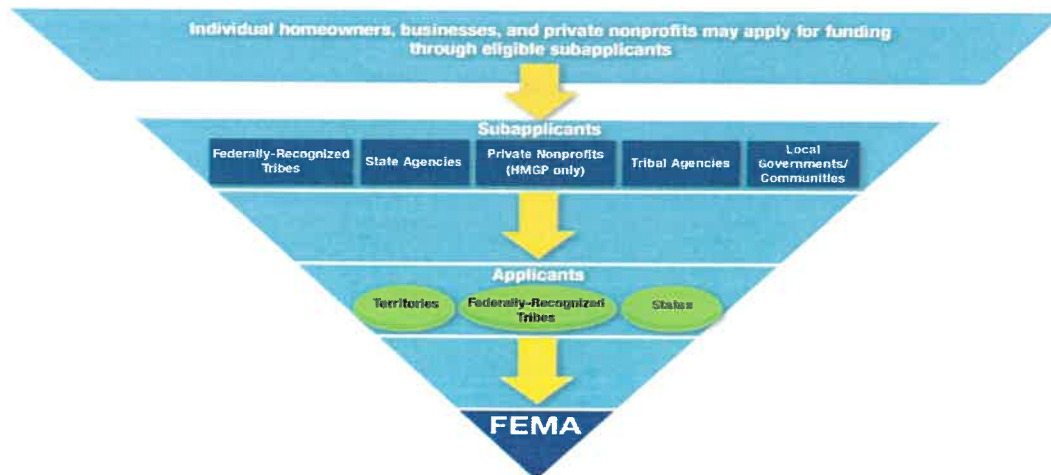 Individual homeowners, businesses, and private nonprofits may apply for funding
through eligible subapplicants
Subapplicants
Federally-Recognized
Tribes
State Agencies
Private Nonprofits
(HMGP only)
Tribal Agencies
Local
Governments/
Communities
Applicants
Territories
Federally-Recognized
Tribes
States
FEMA